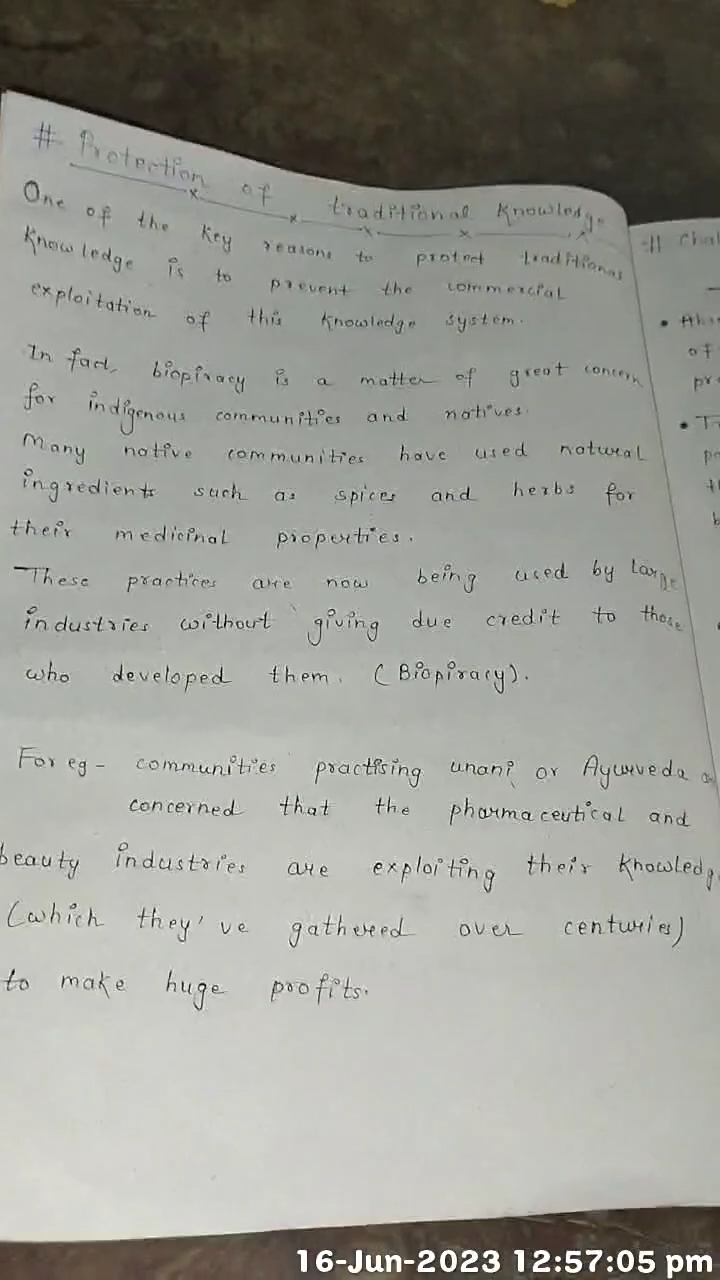 # Protection of traditional Knowledge
One of the key reasons to protect traditional
Knowledge is to prevent the commercial
exploitation of this Knowledge system.
In fact, biopiracy is a matter of great concern
for indigenous communities and natives.
Many native communities have used natural
ingredients such as spices and herbs for
their medicinal properties.
These practices are now being used by large
industries without giving due credit to those
who developed them. (Biopiracy).
For eg - communities practising unani or Ayurveda
concerned that the pharmaceutical and
beauty industries are exploiting their Knowledg
(which they've gathered over centuries)
to make huge profits.
of
16-Jun-2023 12:57:05 pm